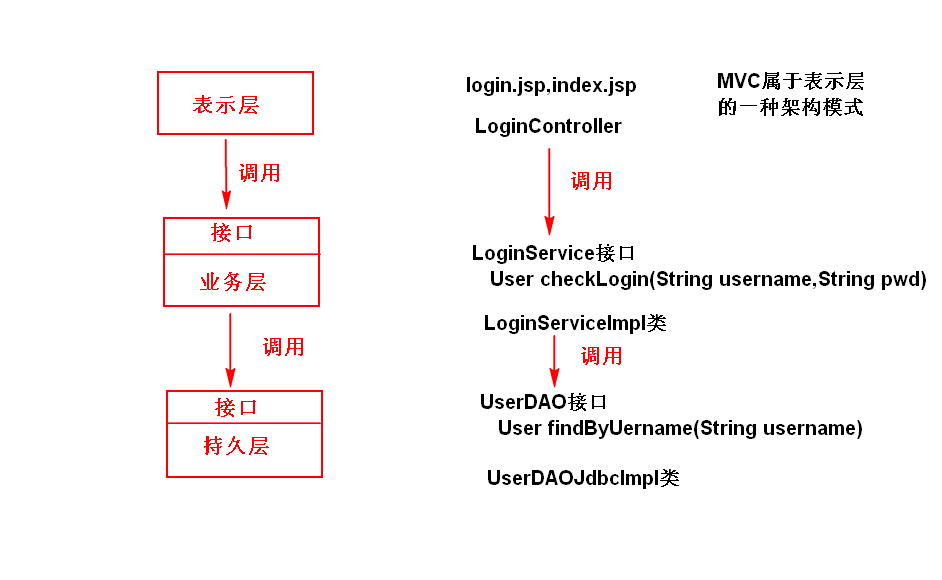 表示层
调用
接口
业务层
调用
接口
持久层
login.jsp,index.jsp
LoginController
调用
LoginService接口
User checkLogin(String username,String pwd)
LoginServiceImpl类
调用
UserDAO接口
User findByUername(String username)
UserDAOJdbcImpl类
MVC属于表示层
的一种架构模式